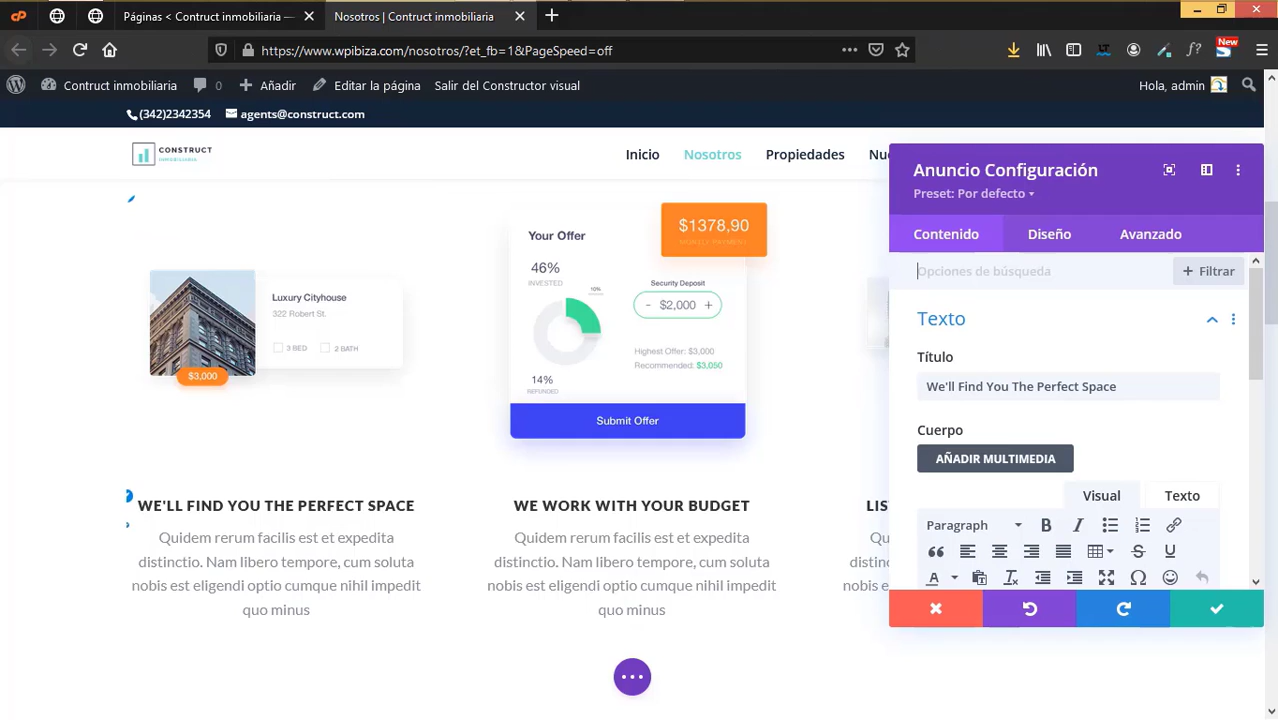 Páginas < Contruct inmobiliaria —
Nosotros | Contruct inmobiliaria
https://www.wpibiza.com/nosotros/?et_fb=1&PageSpeed=off
New
Contruct inmobiliaria
0
Añadir
Editar la página
Salir del Constructor visual
Hola, admin
(342)2342354
agents@construct.com
CONSTRUCT
INMOBILIARIA
Inicio
Nosotros
Propiedades
Nu
Anuncio Configuración
Preset: Por defecto
Contenido
Diseño
Avanzado
Opciones de búsqueda
+ Filtrar
Texto
Título
We'll Find You The Perfect Space
Cuerpo
AÑADIR MULTIMEDIA
Visual
Texto
Paragraph
Luxury Cityhouse
322 Robert St.
3 BED
2 BATH
$3,000
Your Offer
$1378,90
MONTLY PAYMENT
46%
INVESTED
10%
14%
REFUNDED
Security Deposit
- $2,000 +
Highest Offer: $3,000
Recommended: $3,050
Submit Offer
WE'LL FIND YOU THE PERFECT SPACE
Quidem rerum facilis est et expedita
distinctio. Nam libero tempore, cum soluta
nobis est eligendi optio cumque nihil impedit
quo minus
WE WORK WITH YOUR BUDGET
Quidem rerum facilis est et expedita
distinctio. Nam libero tempore, cum soluta
nobis est eligendi optio cumque nihil impedit
quo minus
LIS
Qu
distin
nobis